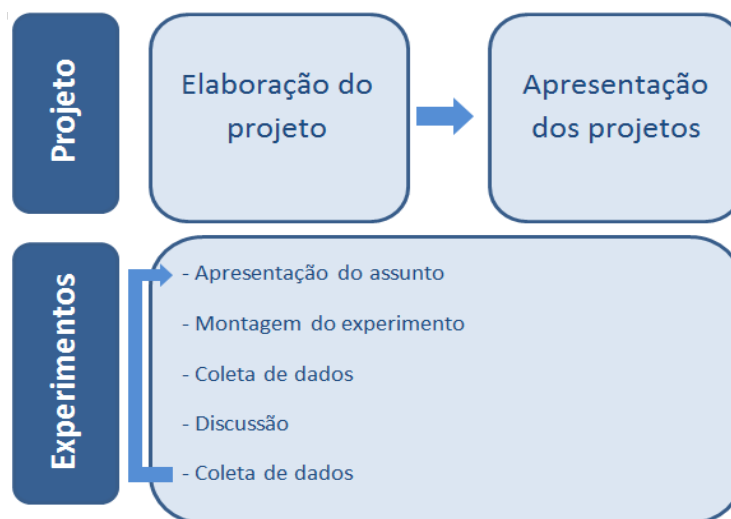 Projeto
Elaboração do
projeto
Apresentação
dos projetos
Experimentos
- Apresentação do assunto
- Montagem do experimento
- Coleta de dados
- Discussão
- Coleta de dados